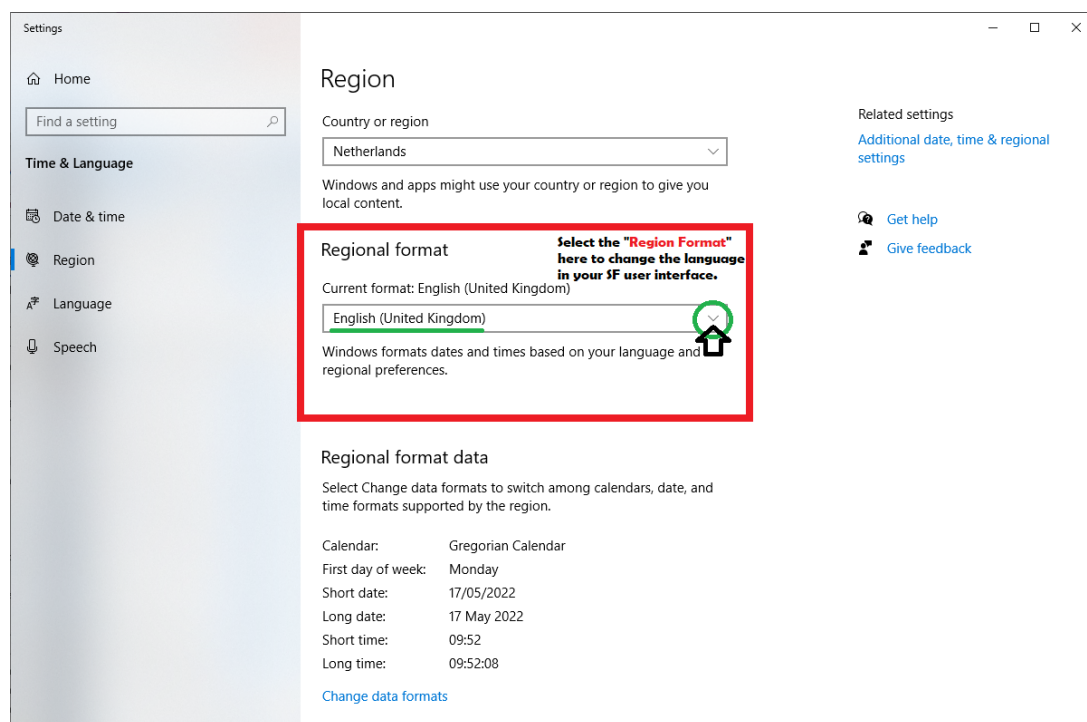 Settings
Home
Find a setting
Time & Language
Date & time
Region
Language
Speech
Region
Country or region
Netherlands
Windows and apps might use your country or region to give you
local content.
Regional format
Select the "Region Format"
here to change the language
in your SF user interface.
Current format: English (United Kingdom)
English (United Kingdom)
Windows formats dates and times based on your language and
regional preferences.
Regional format data
Select Change data formats to switch among calendars, date, and
time formats supported by the region.
Calendar: Gregorian Calendar
First day of week: Monday
Short date: 17/05/2022
Long date: 17 May 2022
Short time: 09:52
Long time: 09:52:08
Change data formats
Related settings
Additional date, time & regional
settings
Get help
Give feedback